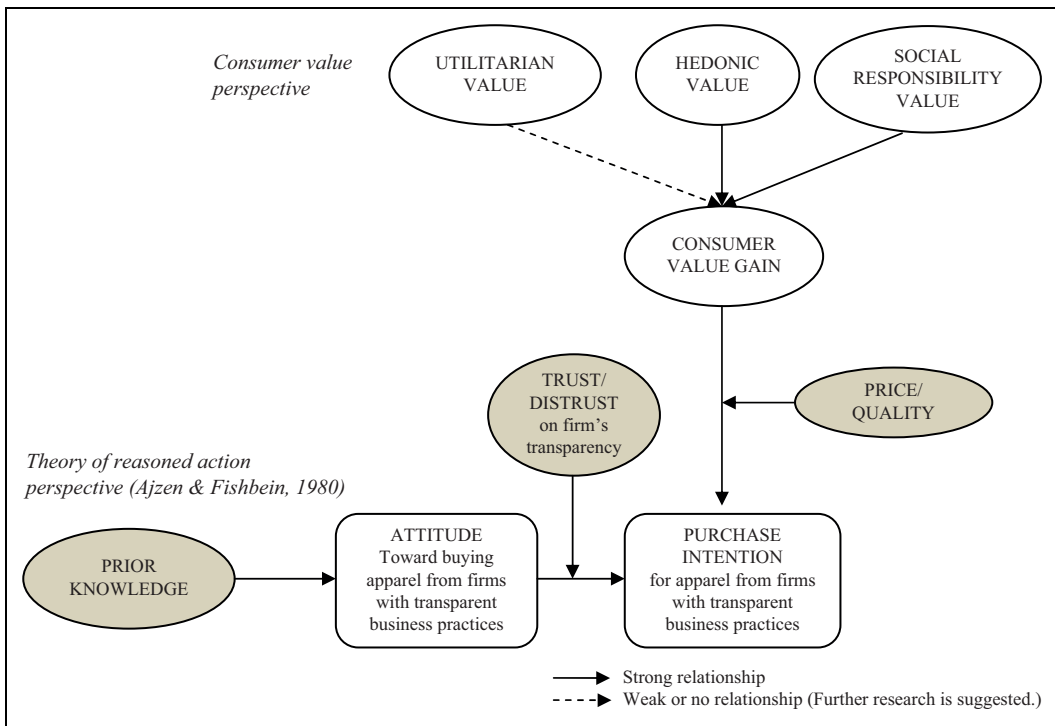 Consumer value
perspective
UTILITARIAN
VALUE
HEDONIC
VALUE
SOCIAL
RESPONSIBILITY
VALUE
CONSUMER
VALUE GAIN
TRUST/
DISTRUST
on firm's
transparency
PRICE/
QUALITY
Theory of reasoned action
perspective (Ajzen & Fishbein, 1980)
PRIOR
KNOWLEDGE
ATTITUDE
Toward buying
apparel from firms
with transparent
business practices
PURCHASE
INTENTION
for apparel from firms
with transparent
business practices
Strong relationship
Weak or no relationship (Further research is suggested.)